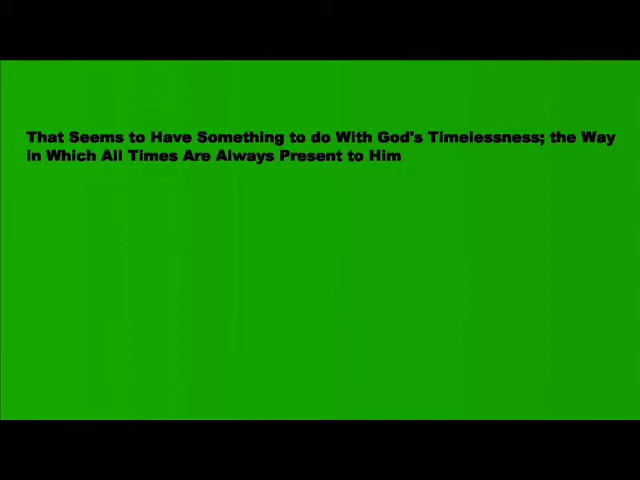 That Seems to Have Something to do With God's Timelessness; the Way
in Which All Times Are Always Present to Him